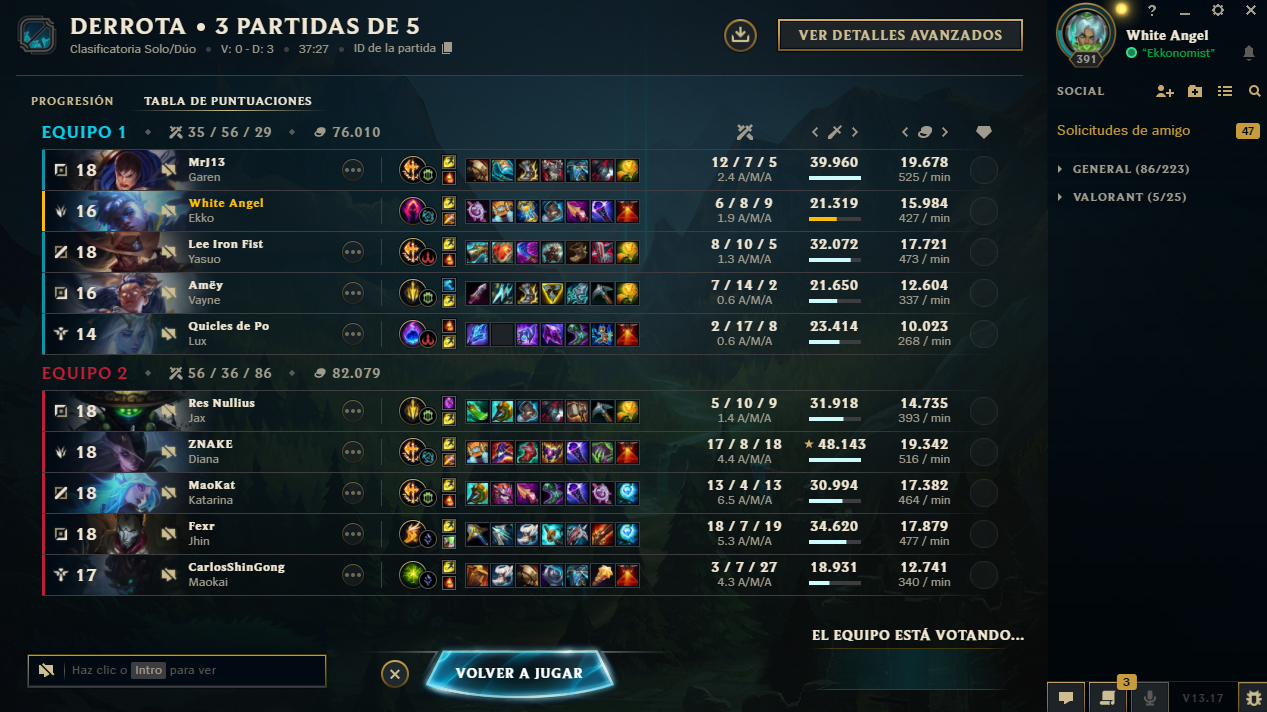 DERROTA • 3 PARTIDAS DE 5
Clasificatoria Solo/Dúo • V: 0 - D: 3 • 37:27 • ID de la partida
VER DETALLES AVANZADOS
PROGRESIÓN TABLA DE PUNTUACIONES
EQUIPO 1 • 35 / 56 / 29 • 76.010
18 MrJ13 12 / 7 / 5 39.960 19.678
Garen 2.4 A/M/A 525 / min
16 White Angel 6 / 8 / 9 21.319 15.984
Ekko 1.9 A/M/A 427 / min
18 Lee Iron Fist 8 / 10 / 5 32.072 17.721
Yasuo 1.3 A/M/A 473 / min
16 Amëy 7 / 14 / 2 21.650 12.604
Vayne 0.6 A/M/A 337 / min
14 Quicles de Po 2 / 17 / 8 23.414 10.023
Lux 0.6 A/M/A 268 / min
EQUIPO 2 • 56 / 36 / 86 • 82.079
18 Res Nullius 5 / 10 / 9 31.918 14.735
Jax 1.4 A/M/A 393 / min
18 ZNAKE 17 / 8 / 18 48.143 19.342
Diana 4.4 A/M/A 516 / min
18 MaoKat 13 / 4 / 13 30.994 17.382
Katarina 6.5 A/M/A 464 / min
18 Fexr 18 / 7 / 19 34.620 17.879
Jhin 5.3 A/M/A 477 / min
17 CarlosShinGong 3 / 7 / 27 18.931 12.741
Maokai 4.3 A/M/A 340 / min
EL EQUIPO ESTÁ VOTANDO...
Haz clic o Intro para ver
VOLVER A JUGAR
?
White Angel
391
"Ekkonomist"
SOCIAL
Solicitudes de amigo 47
GENERAL (86/223)
VALORANT (5/25)
3
V13.17